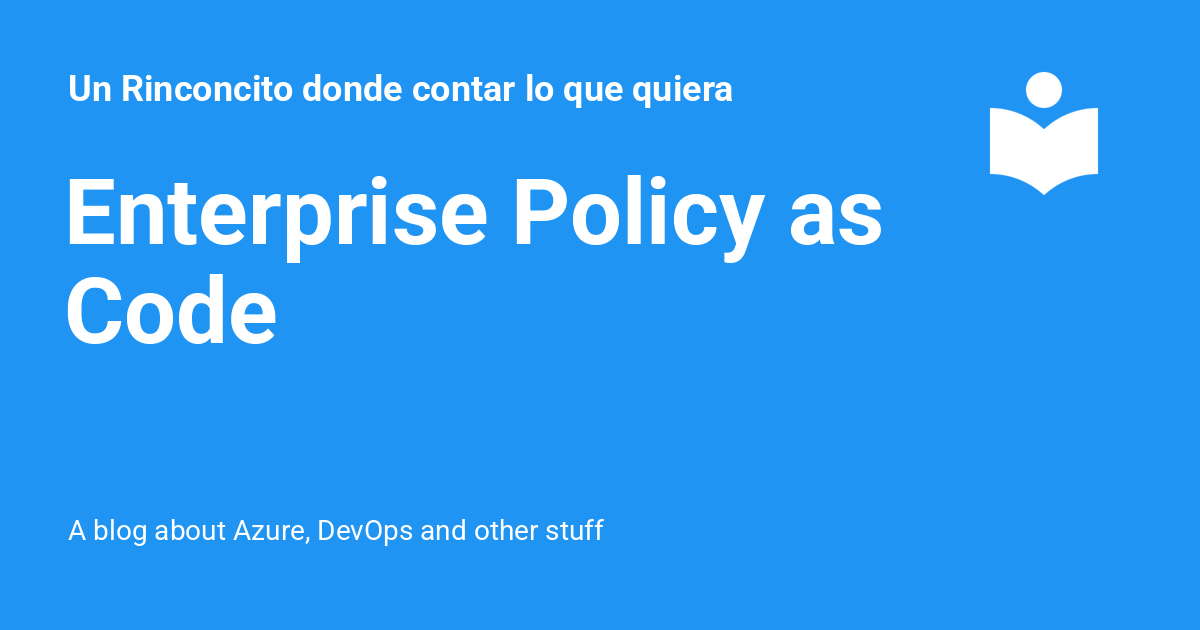 Un Rinconcito donde contar lo que quiera
Enterprise Policy as
Code
A blog about Azure, DevOps and other stuff